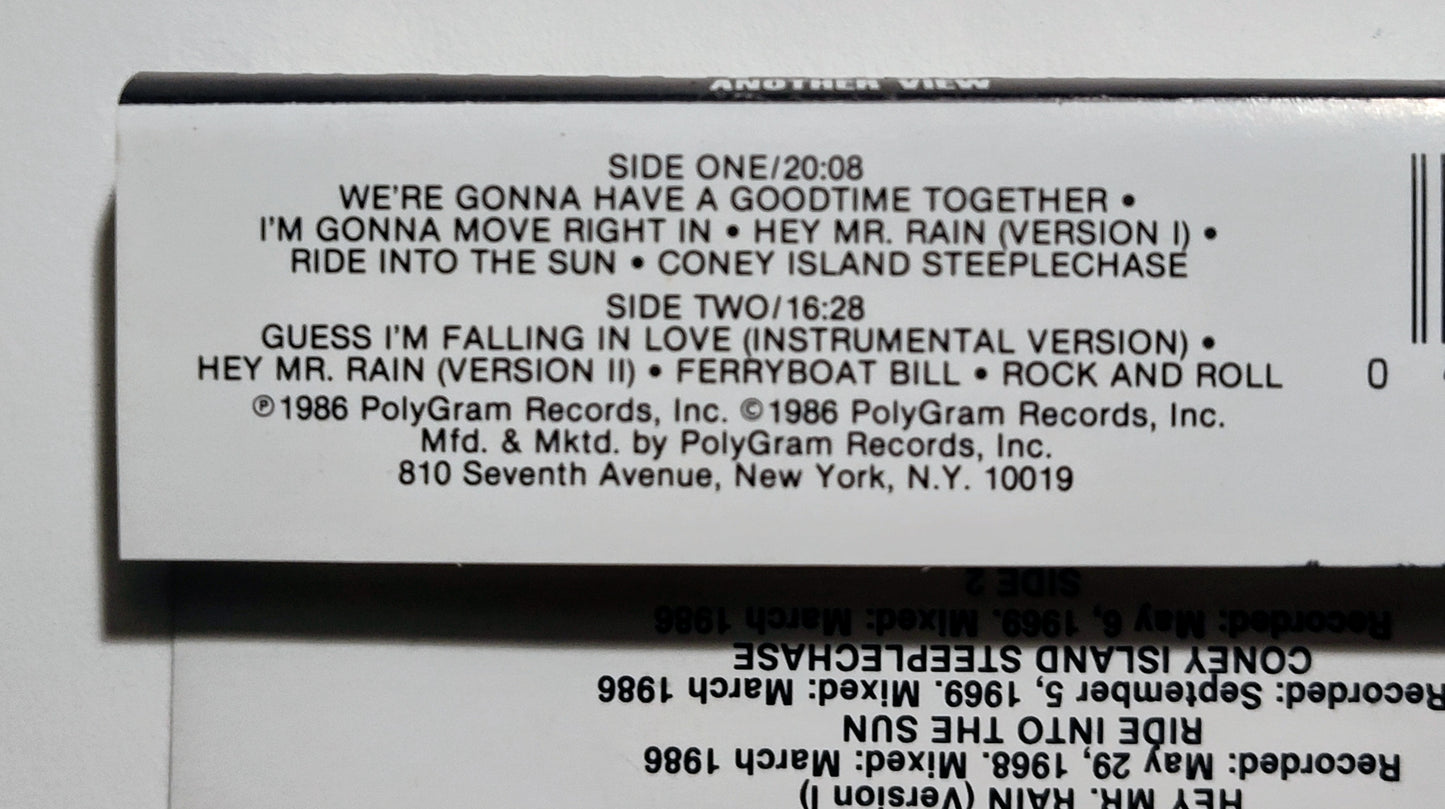 ANOTHER VIEW
SIDE ONE/20:08
WE'RE GONNA HAVE A GOODTIME TOGETHER •
I'M GONNA MOVE RIGHT IN • HEY MR. RAIN (VERSION I) •
RIDE INTO THE SUN • CONEY ISLAND STEEPLECHASE
SIDE TWO/16:28
GUESS I'M FALLING IN LOVE (INSTRUMENTAL VERSION) •
HEY MR. RAIN (VERSION II) • FERRYBOAT BILL • ROCK AND ROLL
0
℗1986 PolyGram Records, Inc. ©1986 PolyGram Records, Inc.
Mfd. & Mktd. by PolyGram Records, Inc.
810 Seventh Avenue, New York, N.Y. 10019
HEY MR. RAIN (Version I)
Recorded: May 29, 1968. Mixed: March 1986
RIDE INTO THE SUN
Recorded: September 5, 1969. Mixed: March 1986
CONEY ISLAND STEEPLECHASE
Recorded: May 6, 1969. Mixed: March 1986
SIDE 2